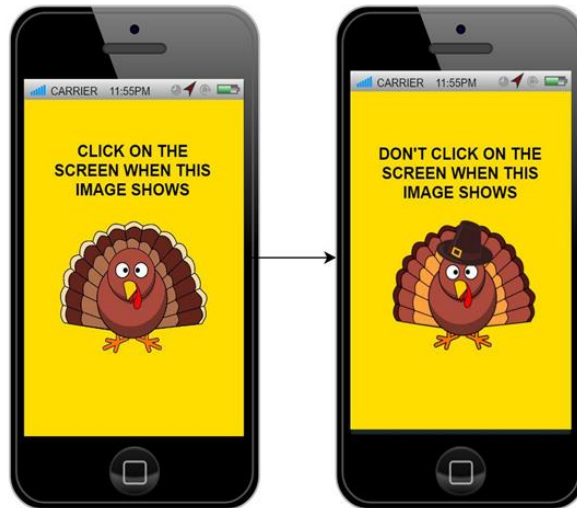 CARRIER 11:55PM
CLICK ON THE
SCREEN WHEN THIS
IMAGE SHOWS
CARRIER 11:55PM
DON'T CLICK ON THE
SCREEN WHEN THIS
IMAGE SHOWS